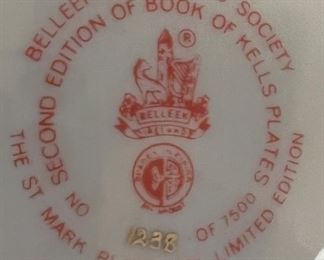 BELLEEK SOCIETY
SECOND EDITION OF BOOK OF KELLS PLATES
THE ST MARK LIMITED EDITION
®
BELLEEK
IRELAND
NO 1238 OF 7500